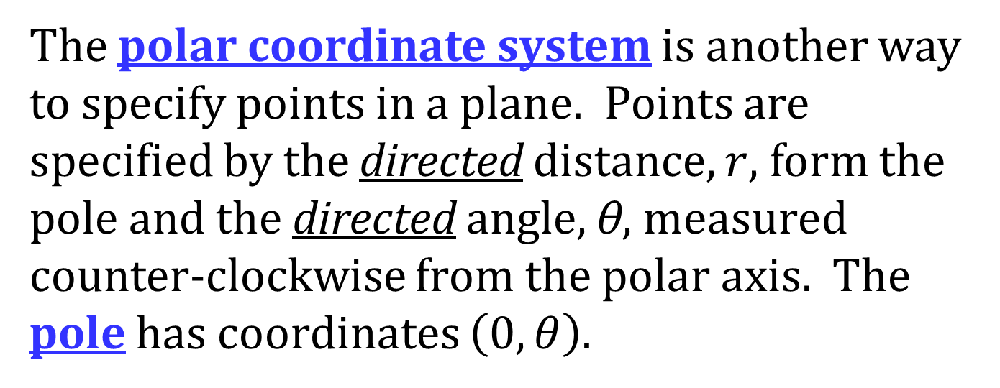 The polar coordinate system is another way
to specify points in a plane.  Points are
specified by the directed distance, r, form the
pole and the directed angle, θ, measured
counter-clockwise from the polar axis.  The
pole has coordinates (0, θ).